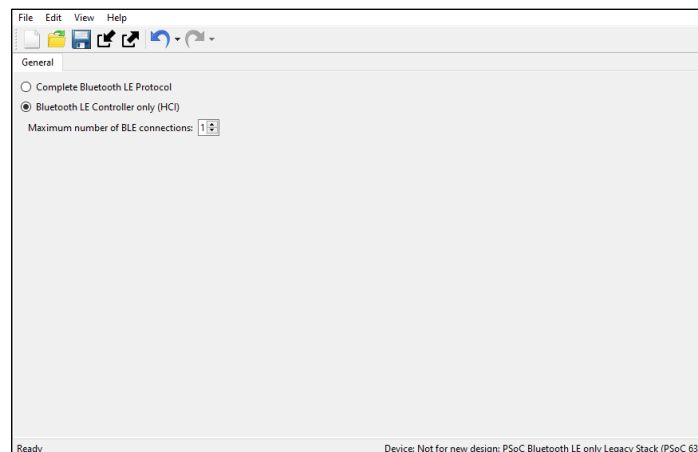 File Edit View Help
General
Complete Bluetooth LE Protocol
Bluetooth LE Controller only (HCI)
Maximum number of BLE connections: 1
Ready Device: Not for new design: PSoC Bluetooth LE only Legacy Stack (PSoC 63